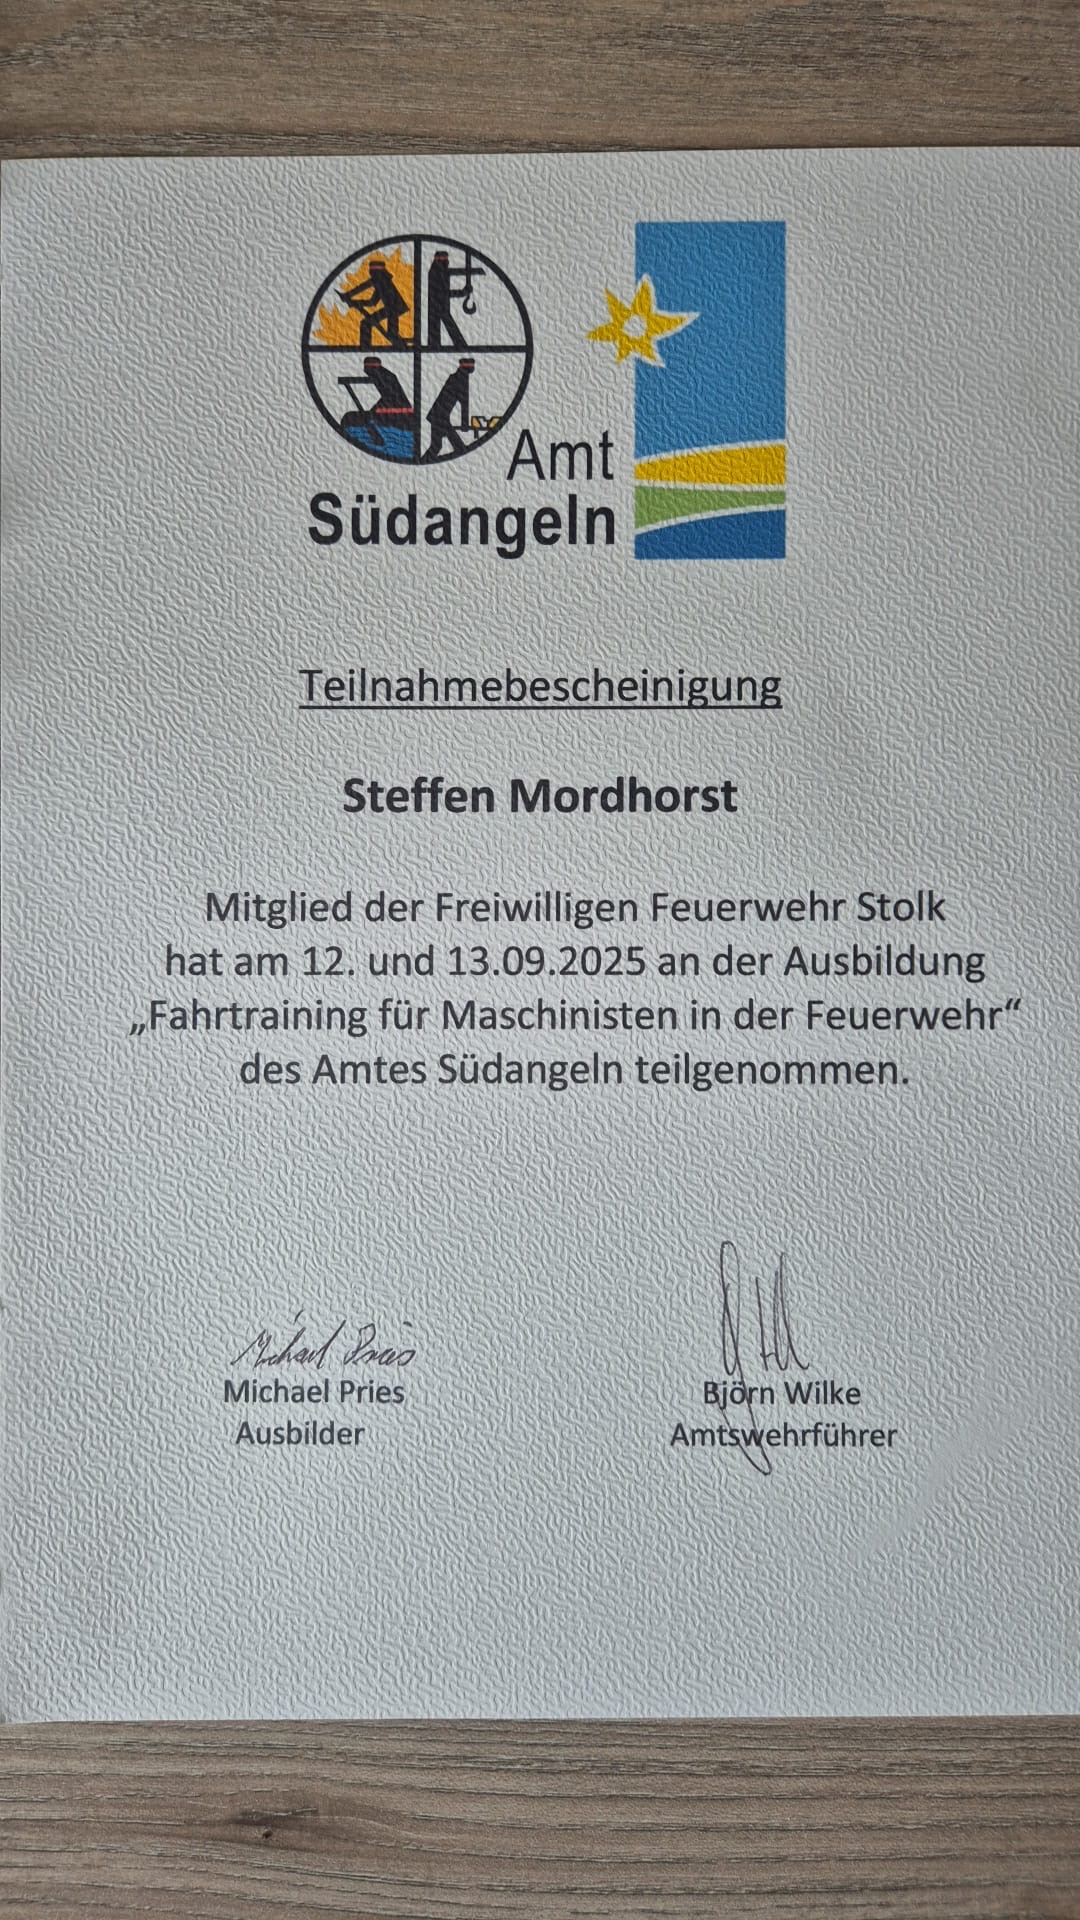 Amt
Südangeln
Teilnahmebescheinigung
Steffen Mordhorst
Mitglied der Freiwilligen Feuerwehr Stolk
hat am 12. und 13.09.2025 an der Ausbildung
„Fahrtraining für Maschinisten in der Feuerwehr“
des Amtes Südangeln teilgenommen.
Michael Pries
Michael Pries
Ausbilder
Björn Wilke
Amtswehrführer